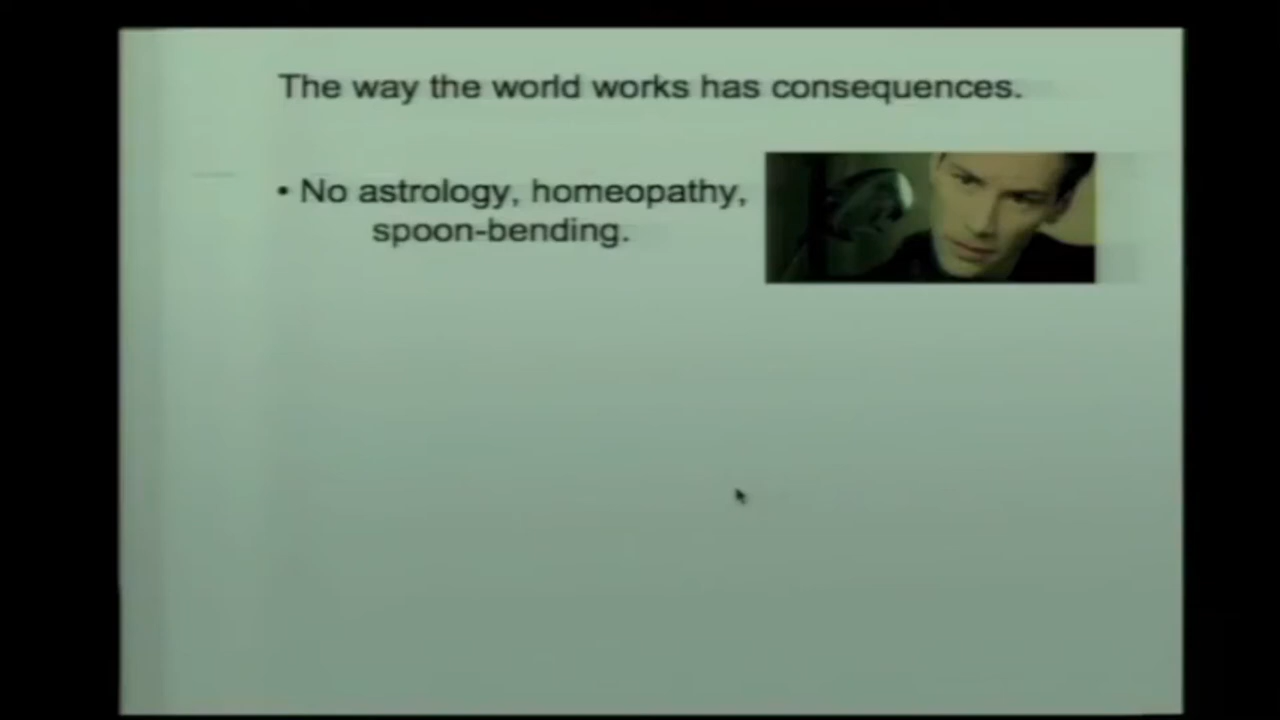 The way the world works has consequences.
• No astrology, homeopathy,
spoon-bending.